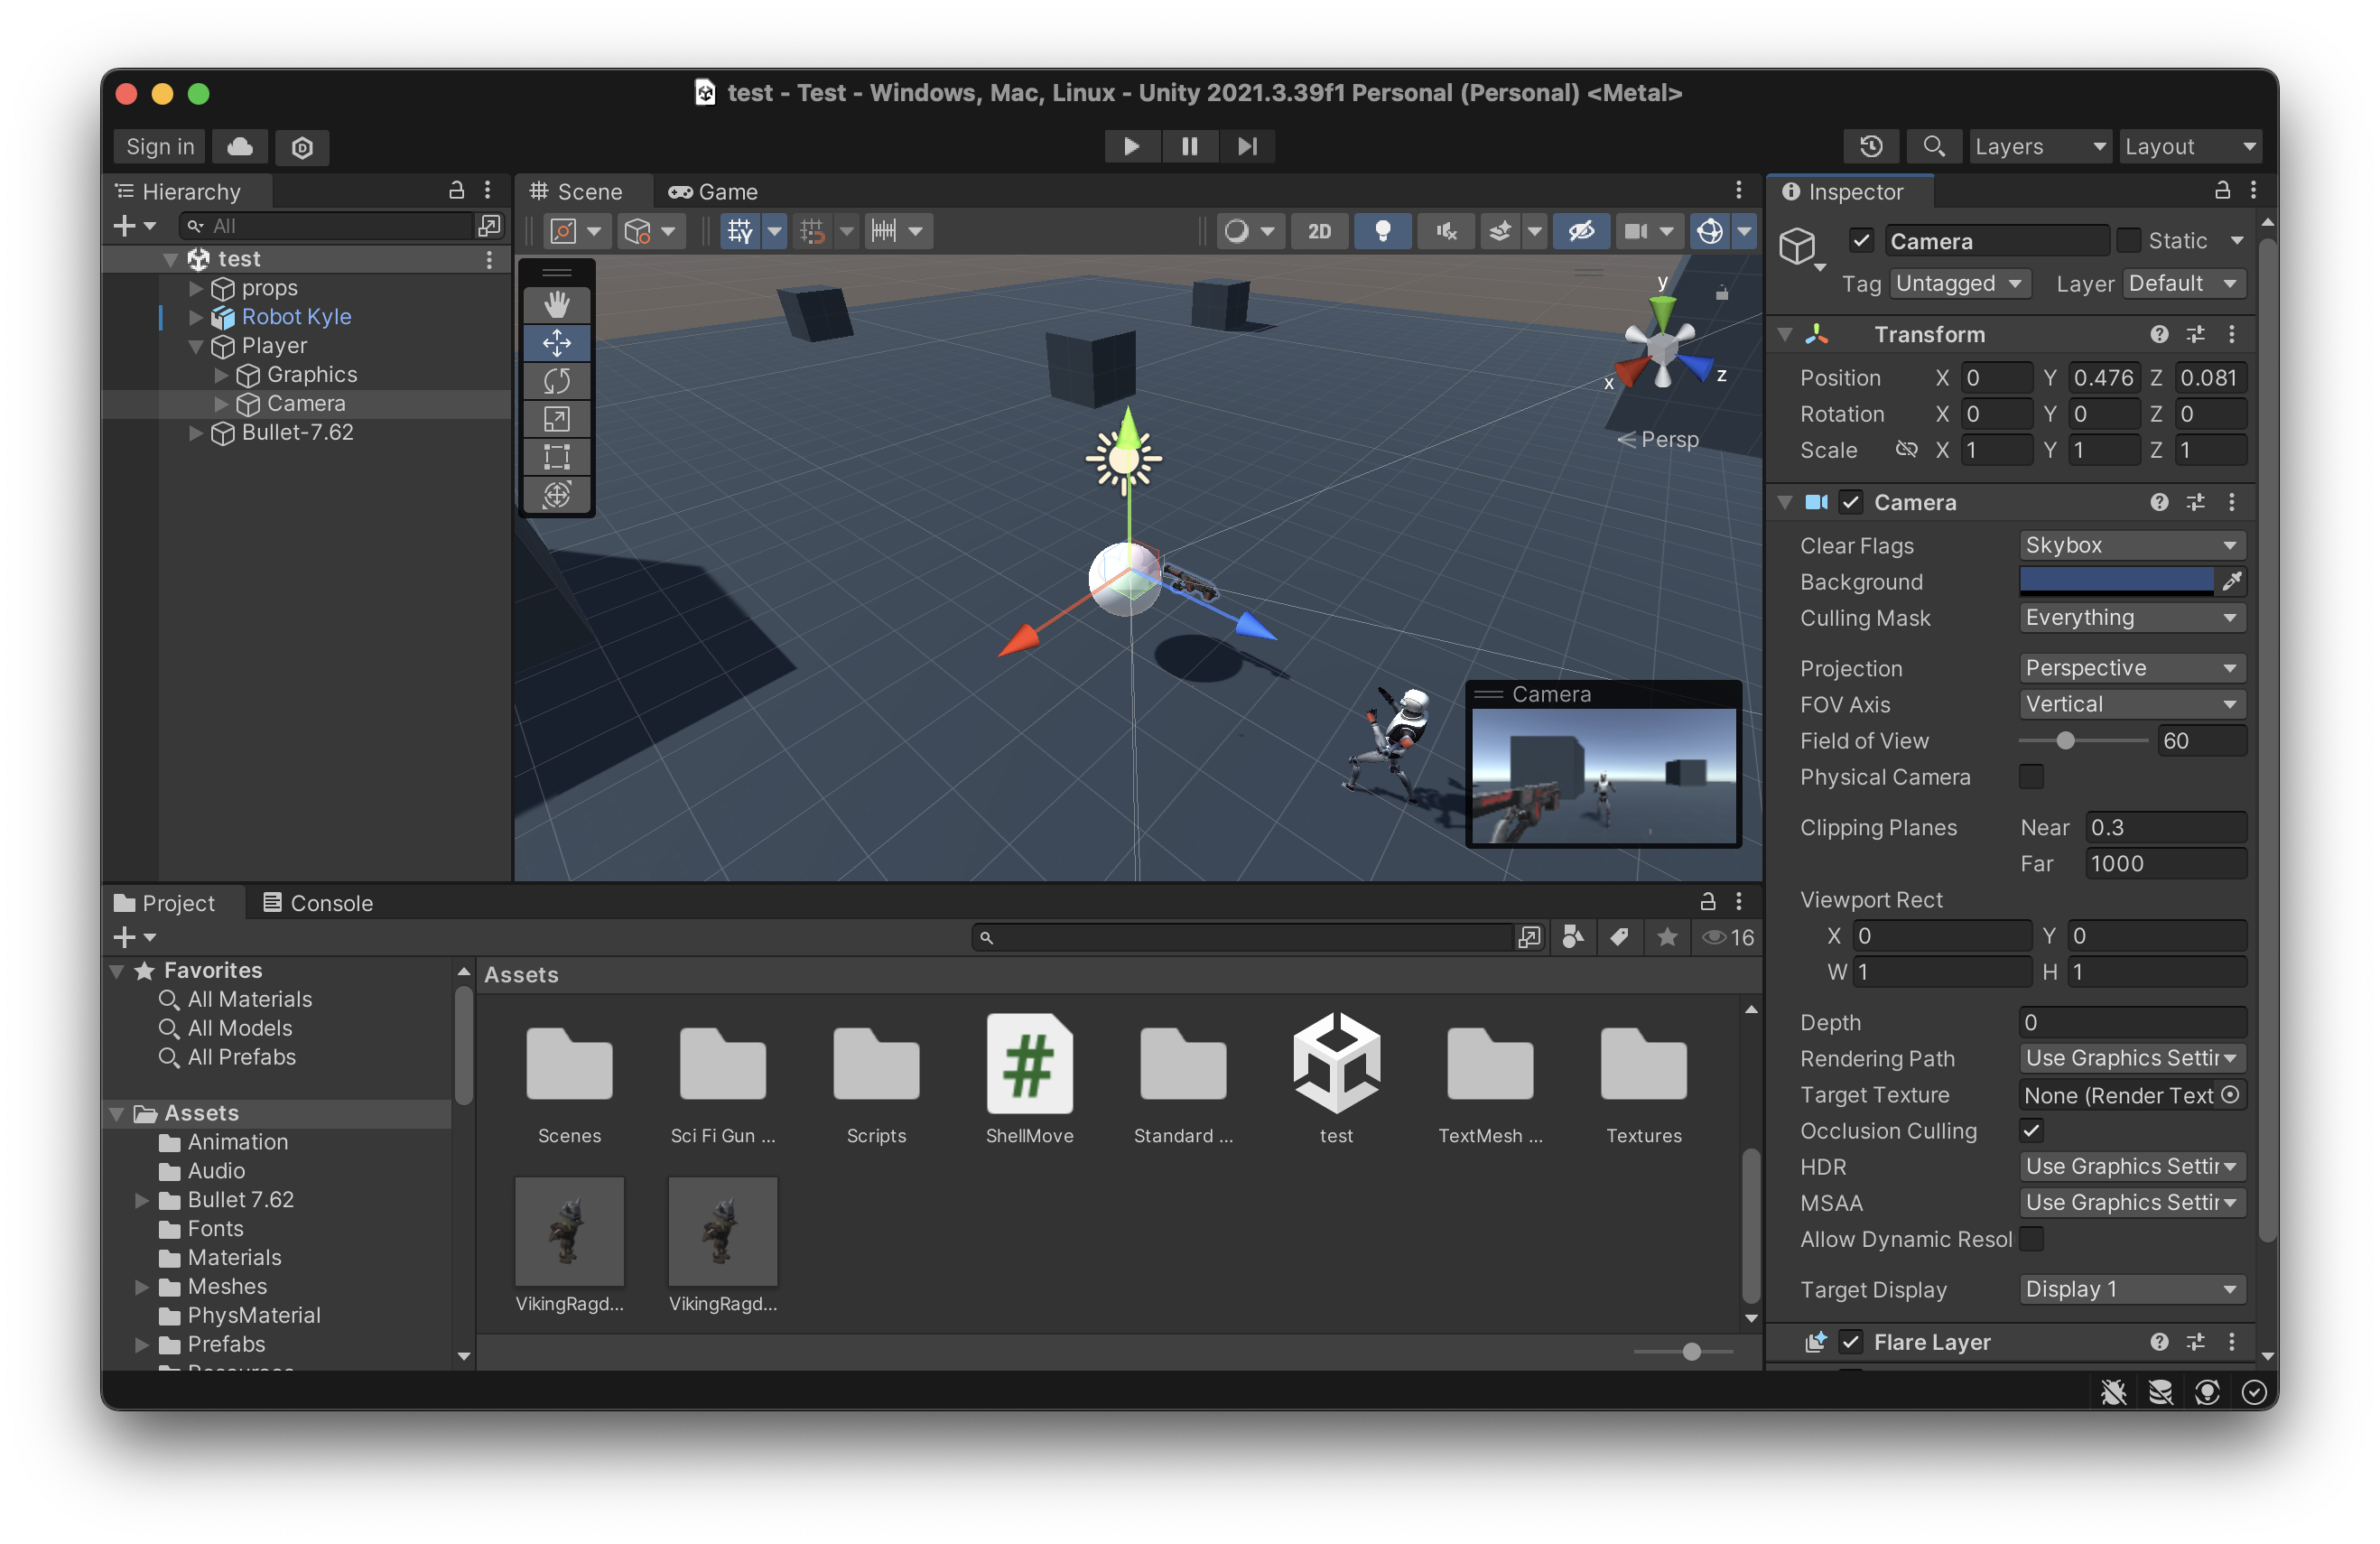 test - Test - Windows, Mac, Linux - Unity 2021.3.39f1 Personal (Personal) <Metal>
Sign in
Layers
Layout
Hierarchy
All
test
props
Robot Kyle
Player
Graphics
Camera
Bullet-7.62
Scene
Game
2D
y
x
z
Persp
Camera
Inspector
Camera
Static
Tag
Untagged
Layer
Default
Transform
Position X 0 Y 0.476 Z 0.081
Rotation X 0 Y 0 Z 0
Scale X 1 Y 1 Z 1
Camera
Clear Flags Skybox
Background
Culling Mask Everything
Projection Perspective
FOV Axis Vertical
Field of View 60
Physical Camera
Clipping Planes Near 0.3
Far 1000
Viewport Rect
X 0 Y 0
W 1 H 1
Depth 0
Rendering Path Use Graphics Settir
Target Texture None (Render Text
Occlusion Culling
HDR Use Graphics Settir
MSAA Use Graphics Settir
Allow Dynamic Resol
Target Display Display 1
Flare Layer
Project
Console
16
Favorites
All Materials
All Models
All Prefabs
Assets
Animation
Audio
Bullet 7.62
Fonts
Materials
Meshes
PhysMaterial
Prefabs
Assets
Scenes
Sci Fi Gun ...
Scripts
#
ShellMove
Standard ...
test
TextMesh ...
Textures
VikingRagd...
VikingRagd...